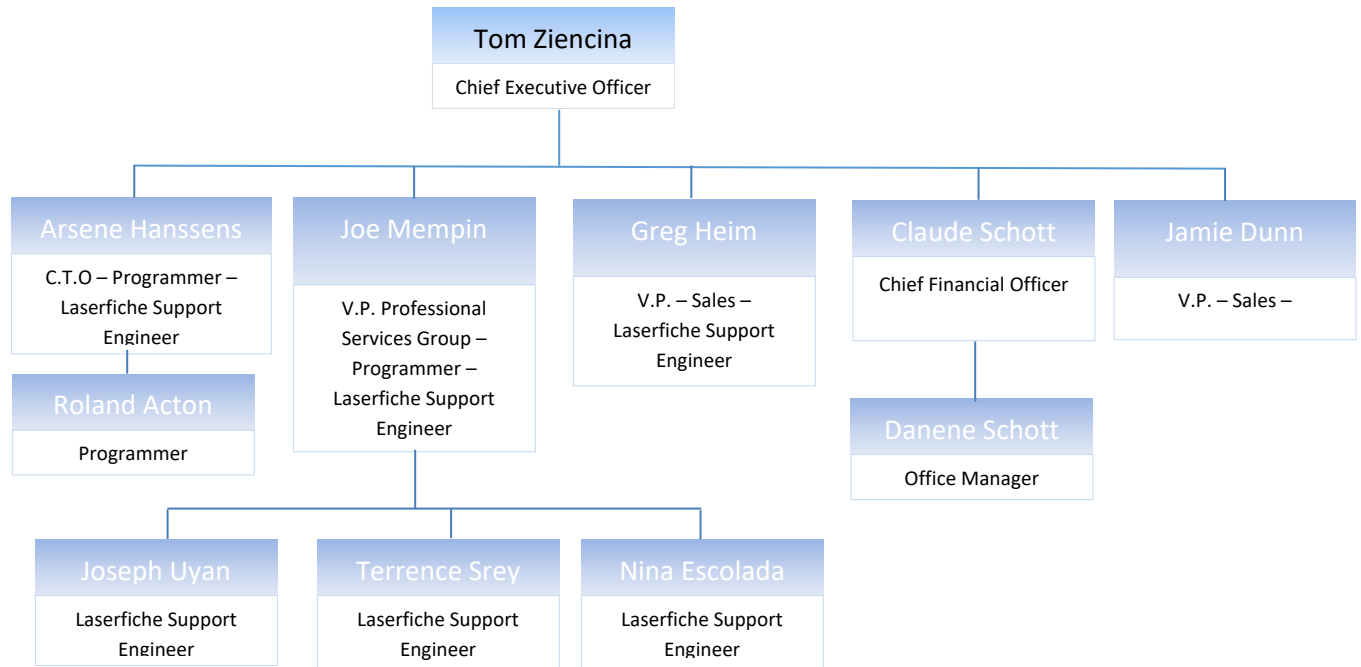 Tom Ziencina
Chief Executive Officer
Arsene Hanssens
C.T.O – Programmer –
Laserfiche Support
Engineer
Joe Mempin
V.P. Professional
Services Group –
Programmer –
Laserfiche Support
Engineer
Greg Heim
V.P. – Sales –
Laserfiche Support
Engineer
Claude Schott
Chief Financial Officer
Jamie Dunn
V.P. – Sales –
Roland Acton
Programmer
Danene Schott
Office Manager
Joseph Uyan
Laserfiche Support
Engineer
Terrence Srey
Laserfiche Support
Engineer
Nina Escolada
Laserfiche Support
Engineer